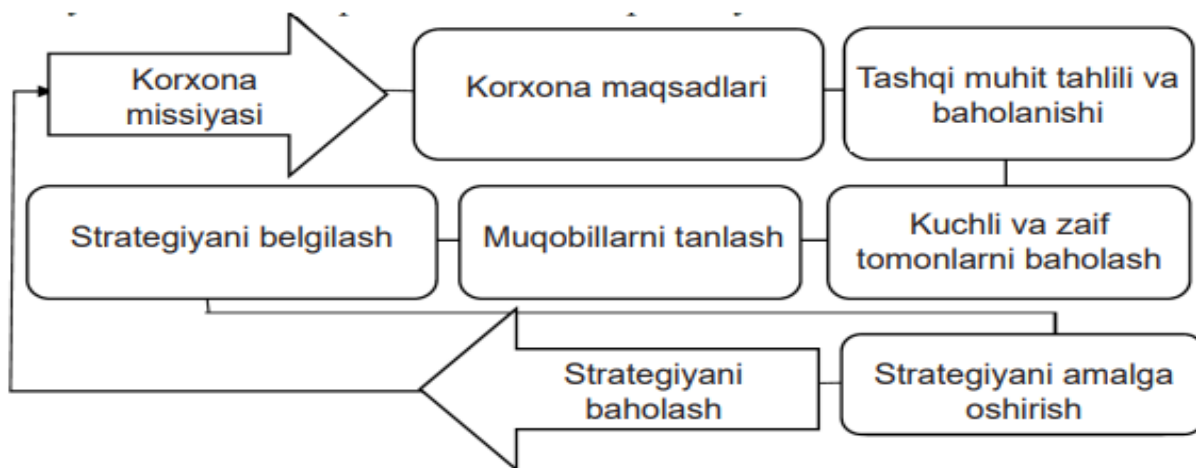 Korxona
missiyasi
Korxona maqsadlari
Tashqi muhit tahlili va
baholanishi
Strategiyani belgilash
Muqobillarni tanlash
Kuchli va zaif
tomonlarni baholash
Strategiyani
baholash
Strategiyani amalga
oshirish